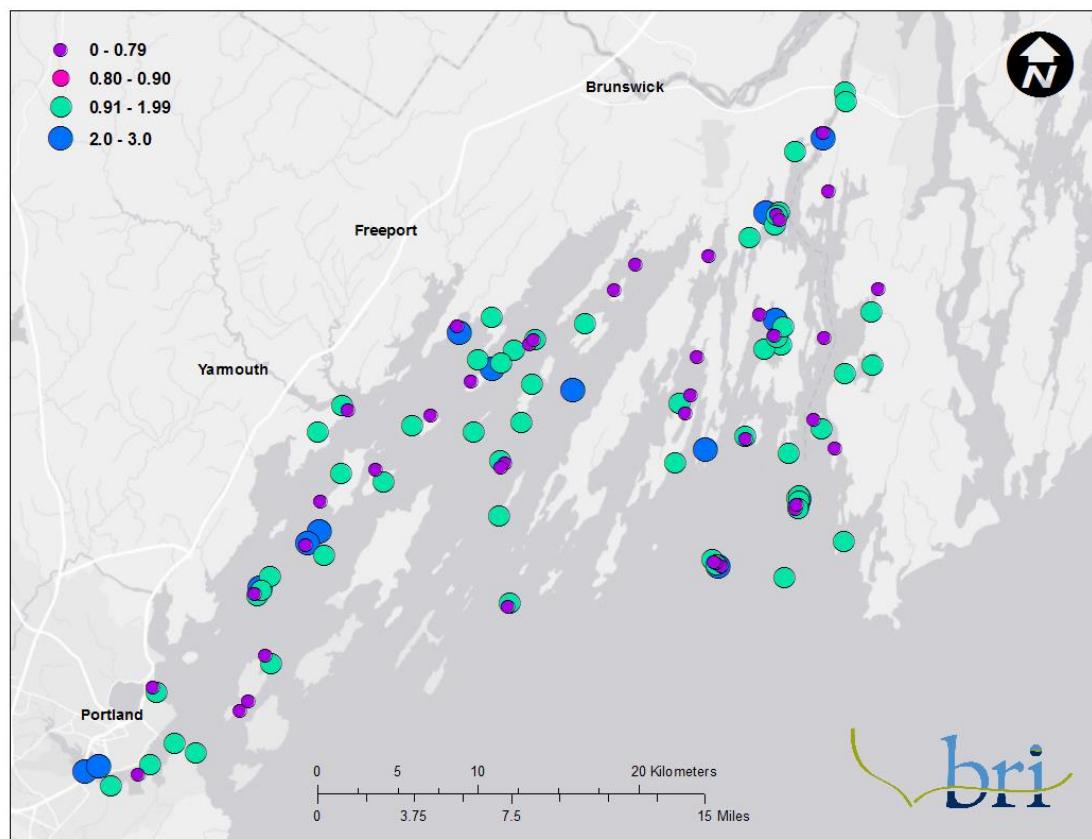 0 - 0.79
0.80 - 0.90
0.91 - 1.99
2.0 - 3.0
N
Brunswick
Freeport
Yarmouth
Portland
0 5 10 20 Kilometers
0 3.75 7.5 15 Miles
bri